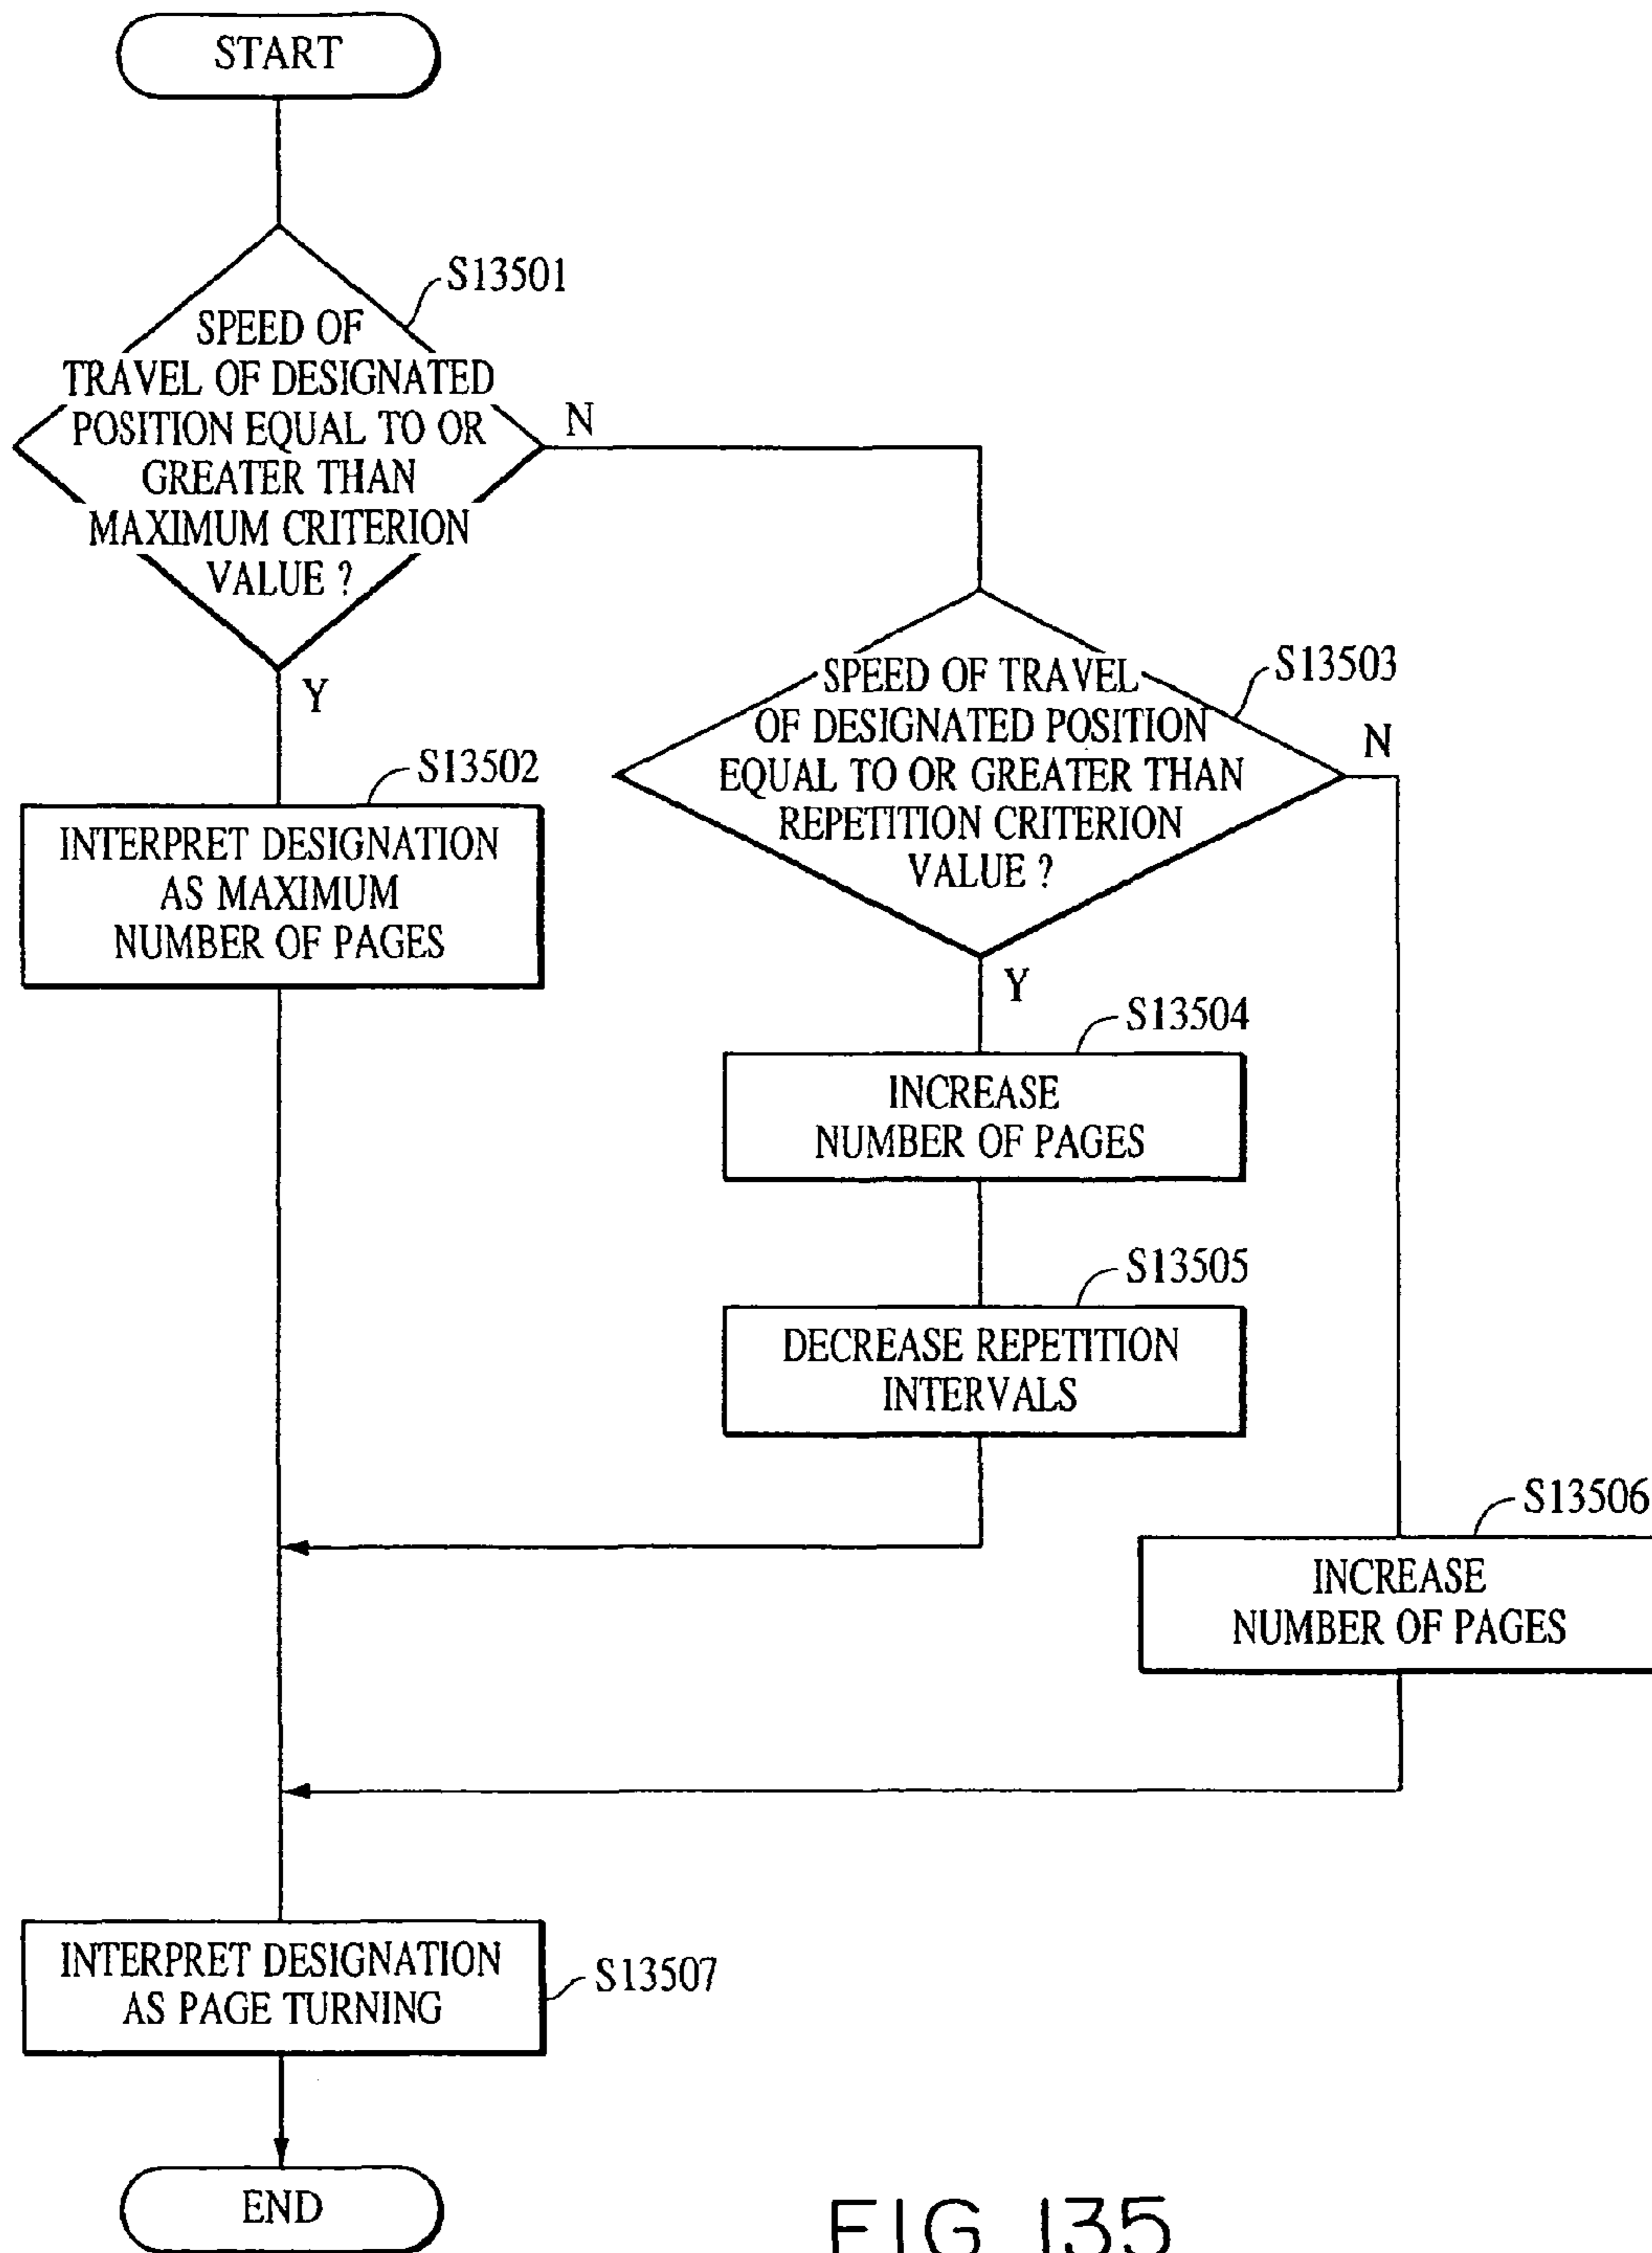 START
S13501
SPEED OF
TRAVEL OF DESIGNATED
POSITION EQUAL TO OR
GREATER THAN
MAXIMUM CRITERION
VALUE ?
N
Y
S13502
INTERPRET DESIGNATION
AS MAXIMUM
NUMBER OF PAGES
S13503
SPEED OF TRAVEL
OF DESIGNATED POSITION
EQUAL TO OR GREATER THAN
REPETITION CRITERION
VALUE ?
N
Y
S13504
INCREASE
NUMBER OF PAGES
S13505
DECREASE REPETITION
INTERVALS
S13506
INCREASE
NUMBER OF PAGES
INTERPRET DESIGNATION
AS PAGE TURNING
S13507
END
FIG 135